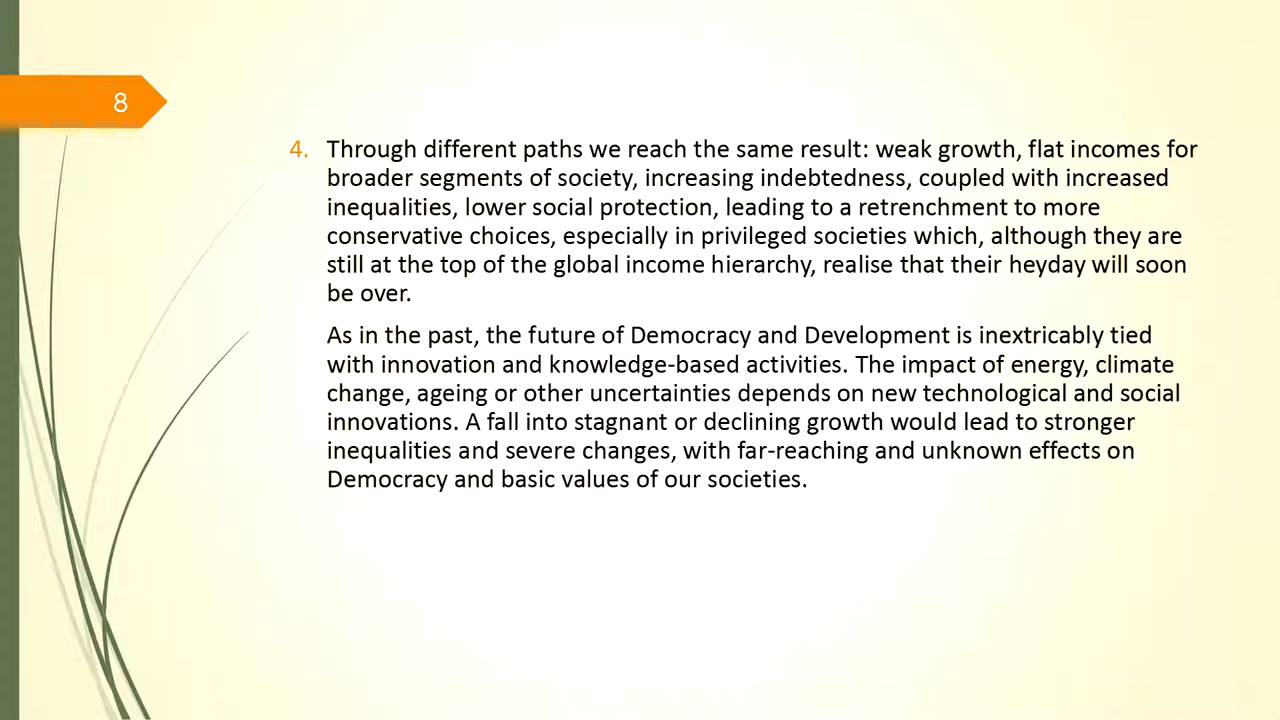 8
4. Through different paths we reach the same result: weak growth, flat incomes for
broader segments of society, increasing indebtedness, coupled with increased
inequalities, lower social protection, leading to a retrenchment to more
conservative choices, especially in privileged societies which, although they are
still at the top of the global income hierarchy, realise that their heyday will soon
be over.
As in the past, the future of Democracy and Development is inextricably tied
with innovation and knowledge-based activities. The impact of energy, climate
change, ageing or other uncertainties depends on new technological and social
innovations. A fall into stagnant or declining growth would lead to stronger
inequalities and severe changes, with far-reaching and unknown effects on
Democracy and basic values of our societies.